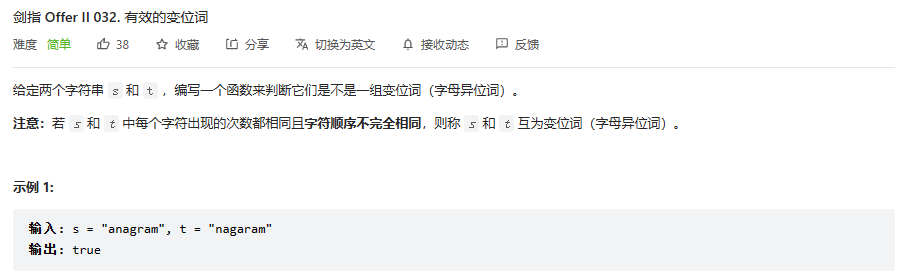 剑指 Offer II 032. 有效的变位词
难度 简单 38 收藏 分享 切换为英文 接收动态 反馈
给定两个字符串 s 和 t ，编写一个函数来判断它们是不是一组变位词（字母异位词）。
注意：若 s 和 t 中每个字符出现的次数都相同且字符顺序不完全相同，则称 s 和 t 互为变位词（字母异位词）。
示例 1:
输入: s = "anagram", t = "nagaram"
输出: true